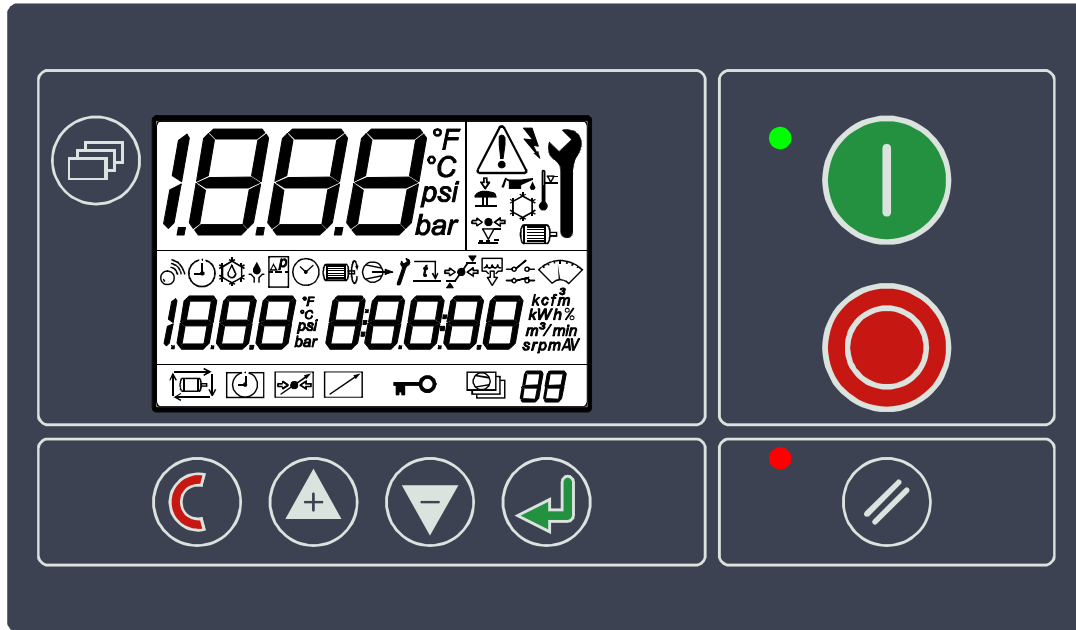 1.8.8.8 °F
°C
psi
bar
p
t
1.8.8.8 °F
°C
psi
bar
8:8.8:8.8
kcfm³
kWh%
m³/min
srpmAV
88
+
−